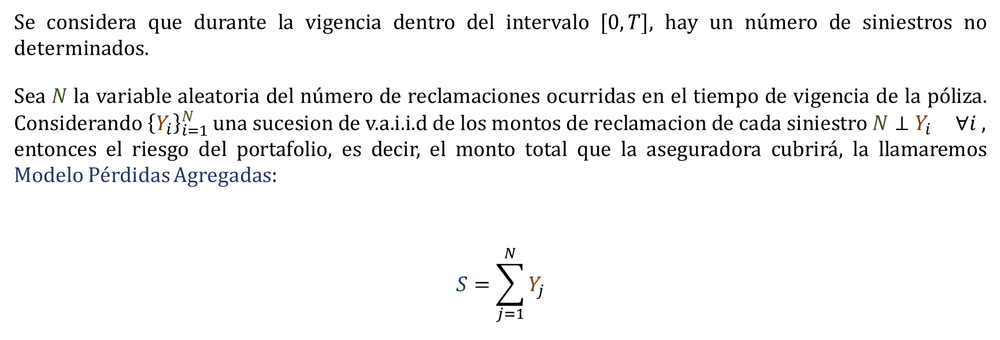 Se considera que durante la vigencia dentro del intervalo [0, T], hay un número de siniestros no
determinados.
Sea N la variable aleatoria del número de reclamaciones ocurridas en el tiempo de vigencia de la póliza.
Considerando {Y_i}_{i=1}^N una sucesion de v.a.i.i.d de los montos de reclamacion de cada siniestro N ⊥ Y_i ∀i ,
entonces el riesgo del portafolio, es decir, el monto total que la aseguradora cubrirá, la llamaremos
Modelo Pérdidas Agregadas:
S = \sum_{j=1}^{N} Y_j